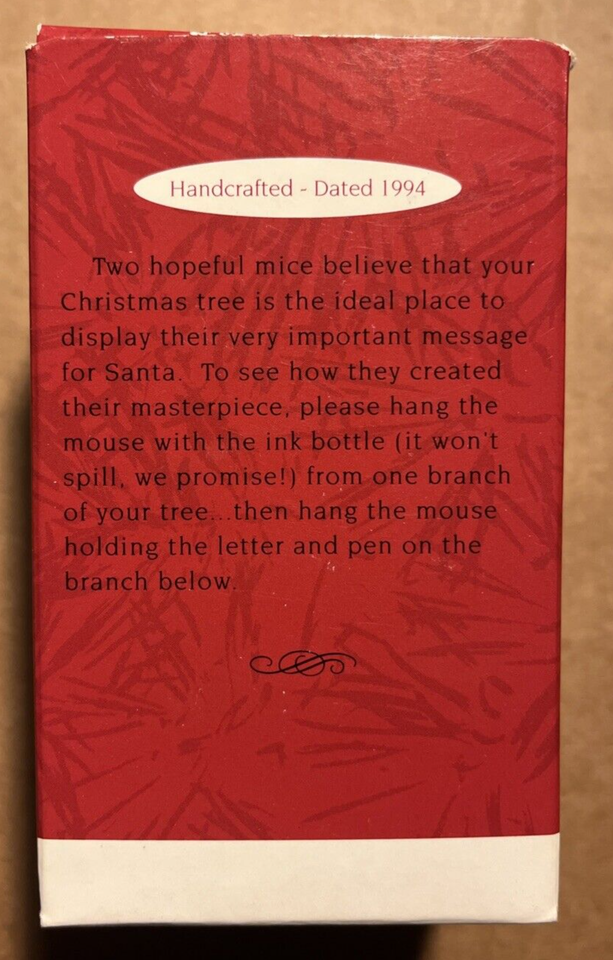 Handcrafted - Dated 1994
Two hopeful mice believe that your
Christmas tree is the ideal place to
display their very important message
for Santa. To see how they created
their masterpiece, please hang the
mouse with the ink bottle (it won't
spill, we promise!) from one branch
of your tree...then hang the mouse
holding the letter and pen on the
branch below.